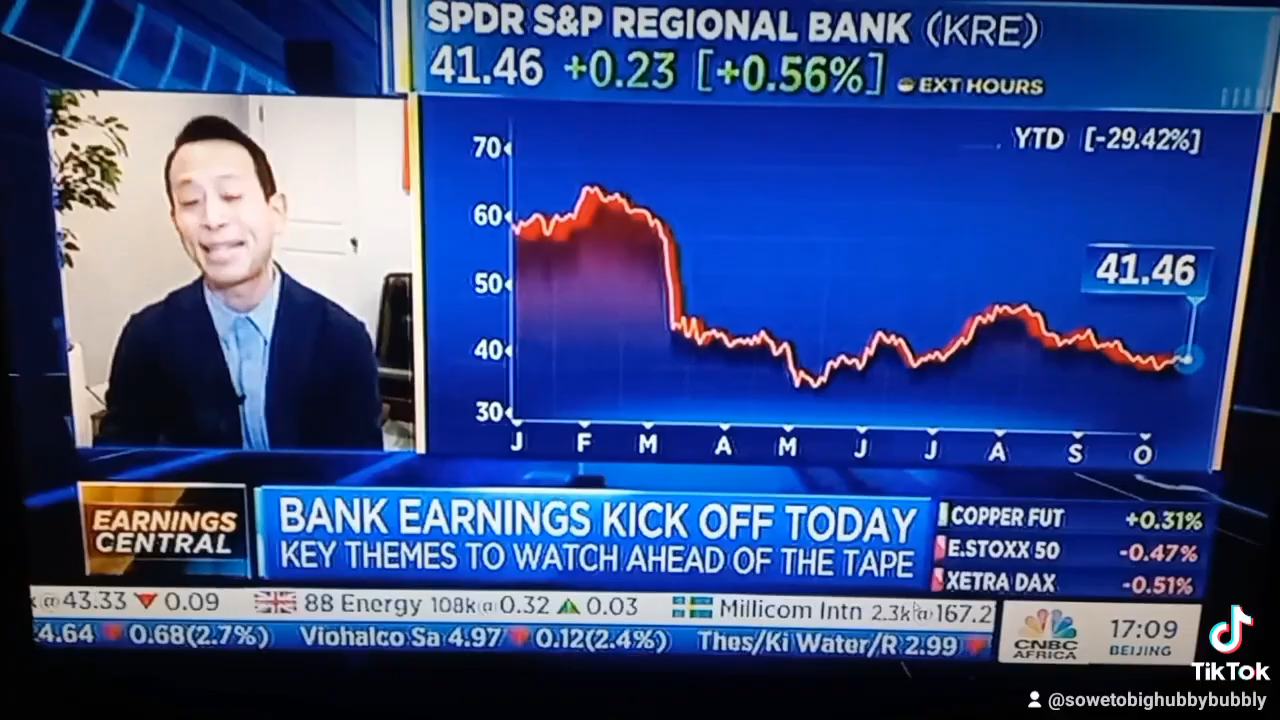 SPDR S&P REGIONAL BANK (KRE)
41.46 +0.23 [+0.56%] EXT HOURS
YTD [-29.42%]
70
60
50
40
30
41.46
J F M A M J J A S O
EARNINGS
CENTRAL
BANK EARNINGS KICK OFF TODAY
KEY THEMES TO WATCH AHEAD OF THE TAPE
COPPER FUT +0.31%
E.STOXX 50 -0.47%
XETRA DAX -0.51%
@43.33 ▼ 0.09 88 Energy 108k@0.32 ▲ 0.03 Millicom Intn 2.3k@167.2
4.64 ▼ 0.68(2.7%) Viohalco Sa 4.97 ▼ 0.12(2.4%) Thes/Ki Water/R 2.99 ▼
CNBC
AFRICA
17:09
BEIJING
TikTok
@sowetobighubbybubbly